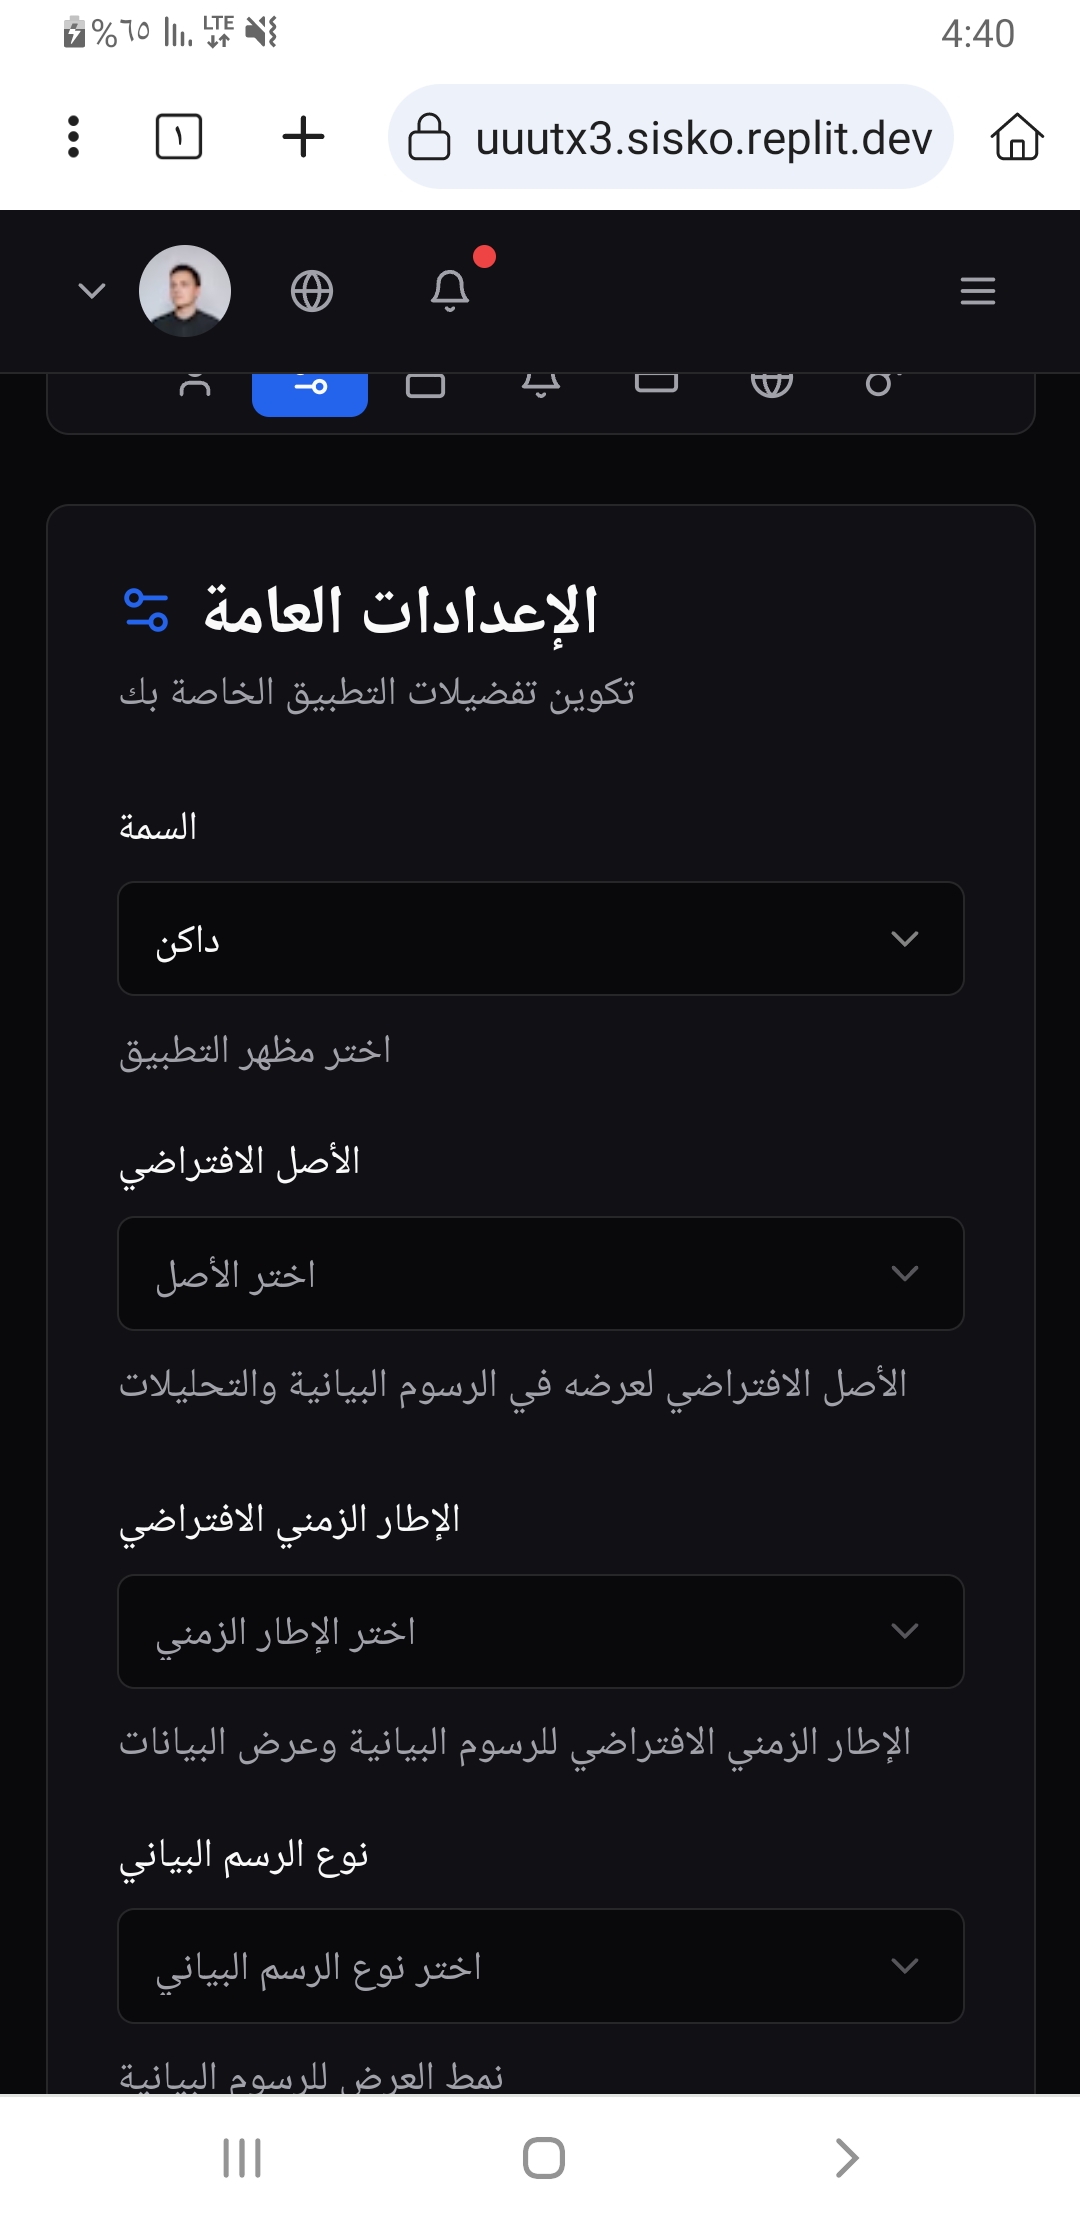 %٦٥ LTE 4:40
١ uuutx3.sisko.replit.dev
الإعدادات العامة
تكوين تفضيلات التطبيق الخاصة بك
السمة
داكن
اختر مظهر التطبيق
الأصل الافتراضي
اختر الأصل
الأصل الافتراضي لعرضه في الرسوم البيانية والتحليلات
الإطار الزمني الافتراضي
اختر الإطار الزمني
الإطار الزمني الافتراضي للرسوم البيانية وعرض البيانات
نوع الرسم البياني
اختر نوع الرسم البياني
نمط العرض للرسوم البيانية